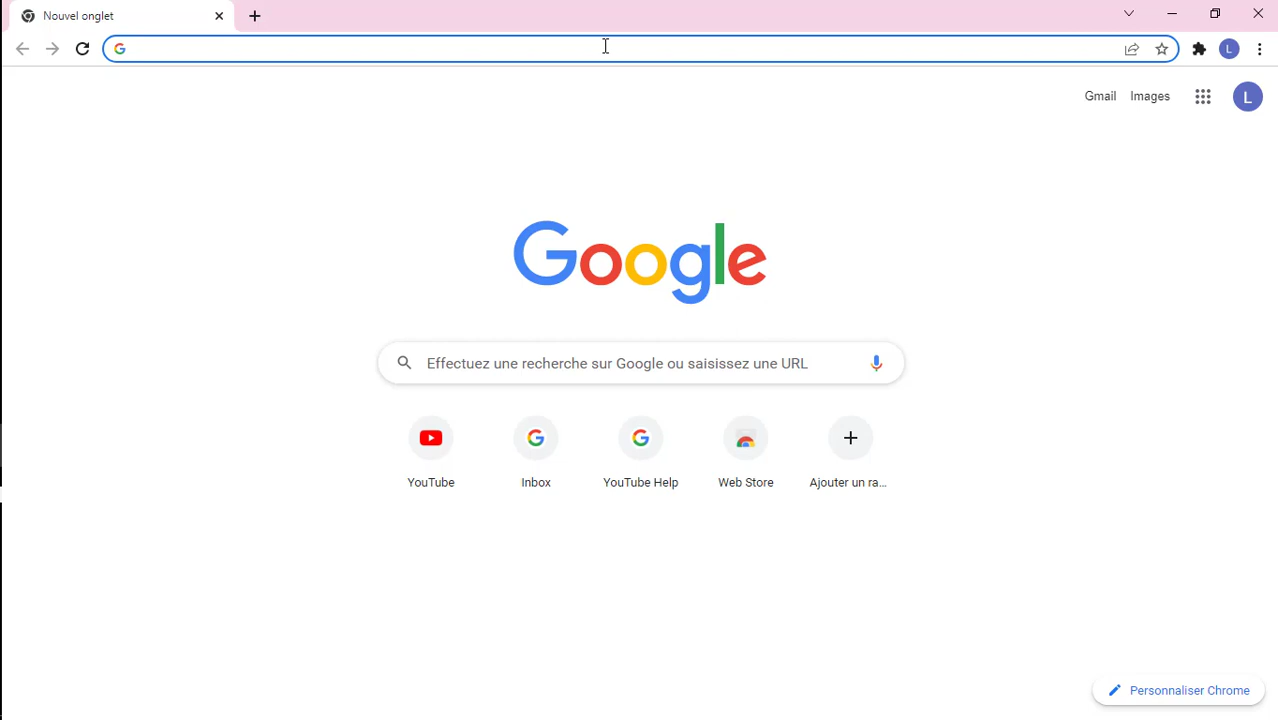 Nouvel onglet
Gmail Images L
L
Google
Effectuez une recherche sur Google ou saisissez une URL
YouTube Inbox YouTube Help Web Store Ajouter un ra...
Personnaliser Chrome